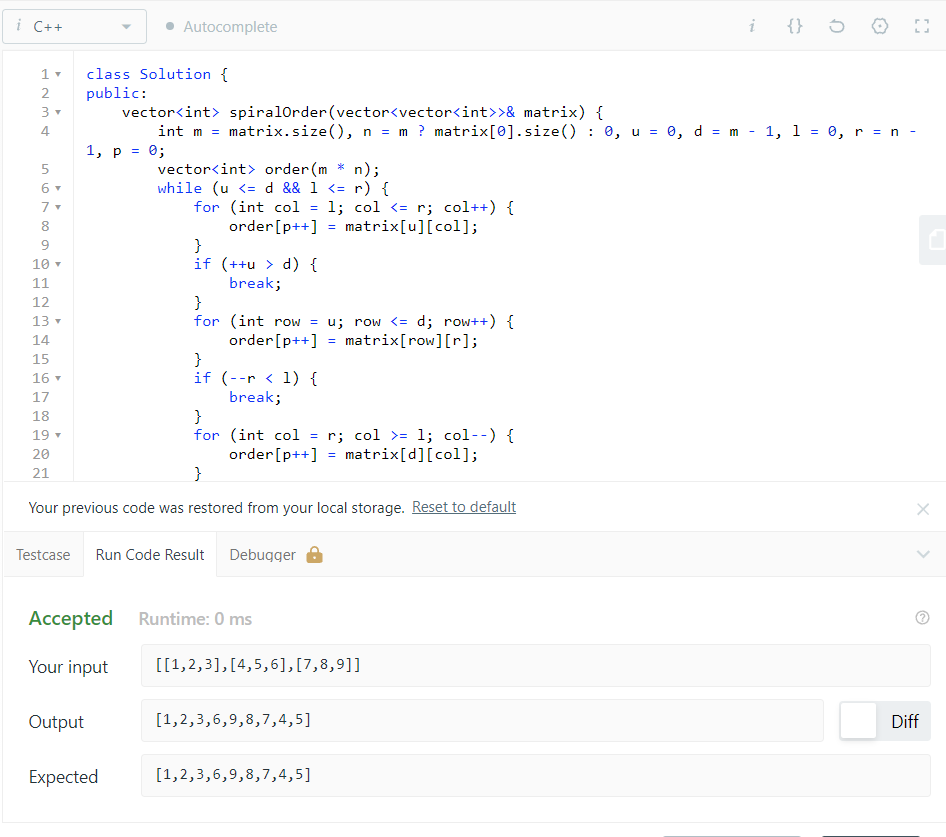 i C++ Autocomplete i {}
1 class Solution {
2 public:
3     vector<int> spiralOrder(vector<vector<int>>& matrix) {
4         int m = matrix.size(), n = m ? matrix[0].size() : 0, u = 0, d = m - 1, l = 0, r = n -
1, p = 0;
5         vector<int> order(m * n);
6         while (u <= d && l <= r) {
7             for (int col = l; col <= r; col++) {
8                 order[p++] = matrix[u][col];
9             }
10             if (++u > d) {
11                 break;
12             }
13             for (int row = u; row <= d; row++) {
14                 order[p++] = matrix[row][r];
15             }
16             if (--r < l) {
17                 break;
18             }
19             for (int col = r; col >= l; col--) {
20                 order[p++] = matrix[d][col];
21             }
Your previous code was restored from your local storage. Reset to default
Testcase Run Code Result Debugger
Accepted Runtime: 0 ms
Your input [[1,2,3],[4,5,6],[7,8,9]]
Output [1,2,3,6,9,8,7,4,5] Diff
Expected [1,2,3,6,9,8,7,4,5]